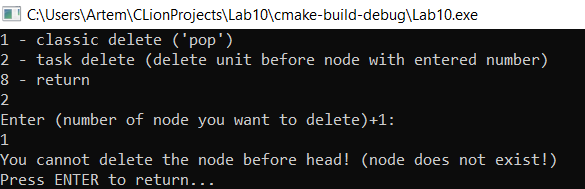 C:\Users\Artem\CLionProjects\Lab10\cmake-build-debug\Lab10.exe
1 - classic delete ('pop')
2 - task delete (delete unit before node with entered number)
8 - return
2
Enter (number of node you want to delete)+1:
1
You cannot delete the node before head! (node does not exist!)
Press ENTER to return...